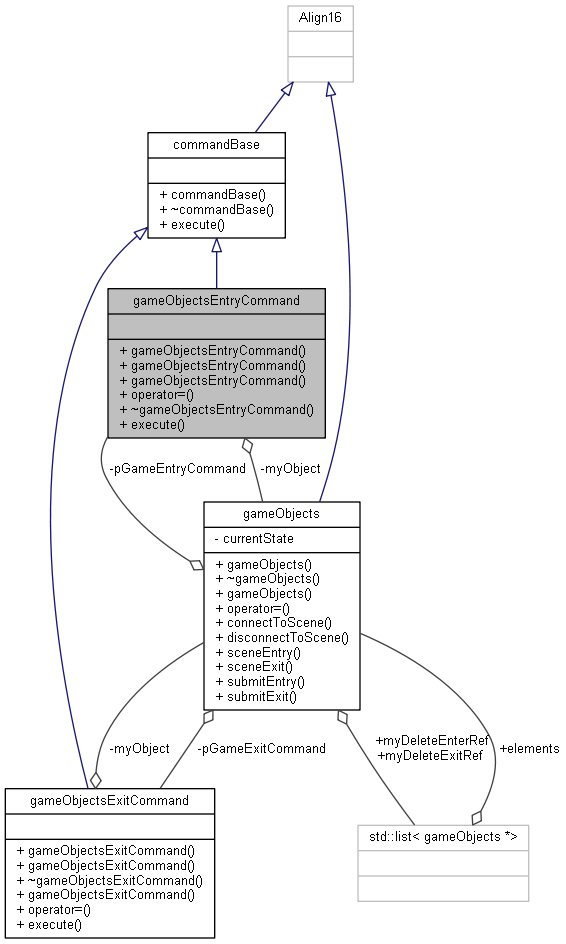 Align16
commandBase
+ commandBase()
+ ~commandBase()
+ execute()
gameObjectsEntryCommand
+ gameObjectsEntryCommand()
+ gameObjectsEntryCommand()
+ gameObjectsEntryCommand()
+ operator=()
+ ~gameObjectsEntryCommand()
+ execute()
-pGameEntryCommand
-myObject
gameObjects
- currentState
+ gameObjects()
+ ~gameObjects()
+ gameObjects()
+ operator=()
+ connectToScene()
+ disconnectToScene()
+ sceneEntry()
+ sceneExit()
+ submitEntry()
+ submitExit()
-myObject
-pGameExitCommand
+myDeleteEnterRef
+myDeleteExitRef
+elements
gameObjectsExitCommand
+ gameObjectsExitCommand()
+ gameObjectsExitCommand()
+ ~gameObjectsExitCommand()
+ gameObjectsExitCommand()
+ operator=()
+ execute()
std::list< gameObjects *>